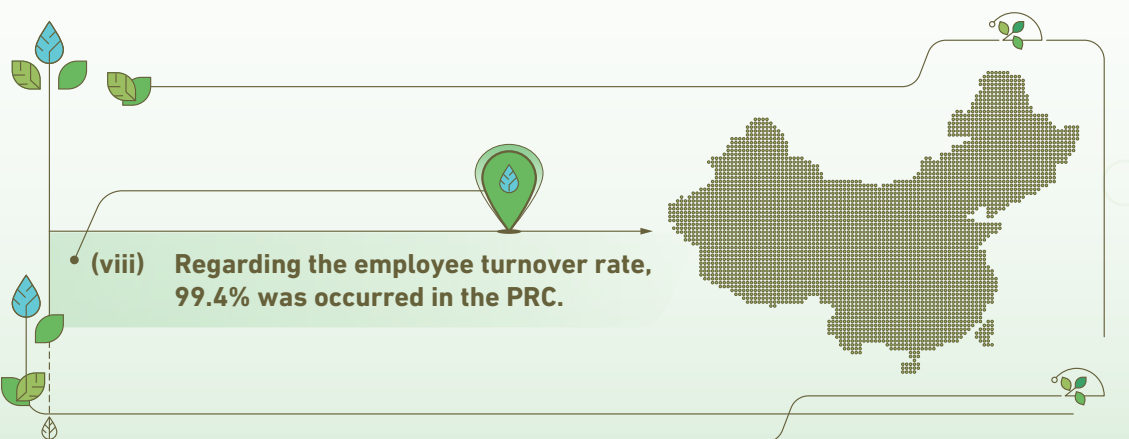 (viii) Regarding the employee turnover rate,
99.4% was occurred in the PRC.